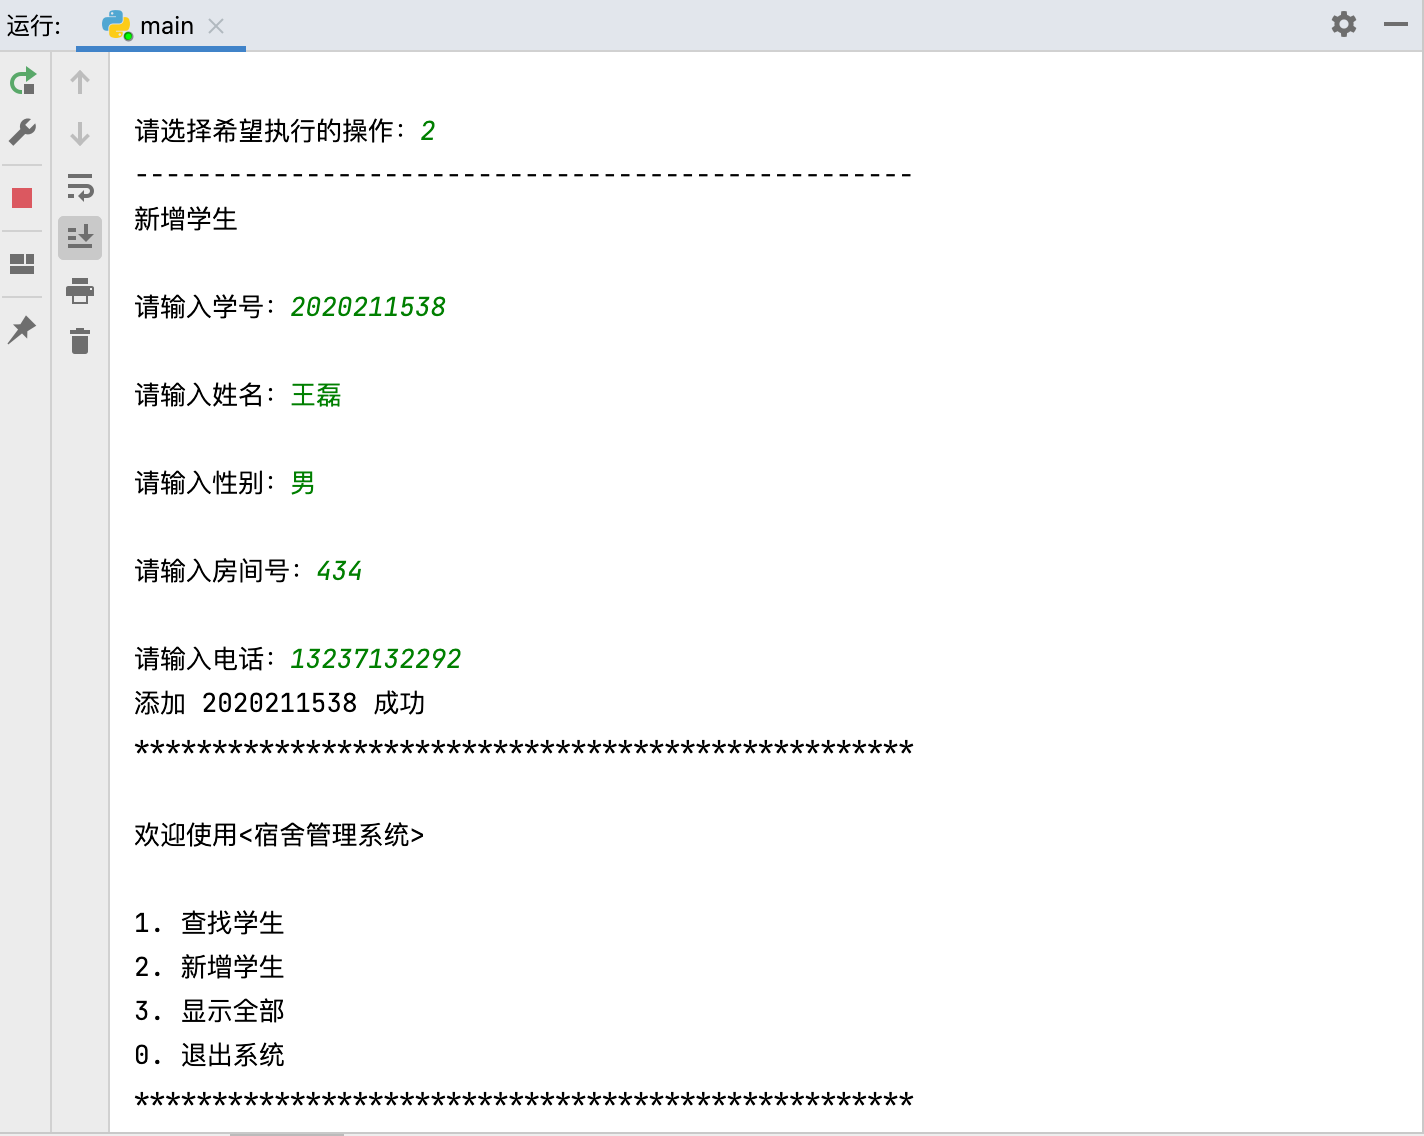 运行: main
请选择希望执行的操作：2
--------------------------------------------------
新增学生
请输入学号：2020211538
请输入姓名：王磊
请输入性别：男
请输入房间号：434
请输入电话：13237132292
添加 2020211538 成功
**************************************************
欢迎使用<宿舍管理系统>
1. 查找学生
2. 新增学生
3. 显示全部
0. 退出系统
**************************************************